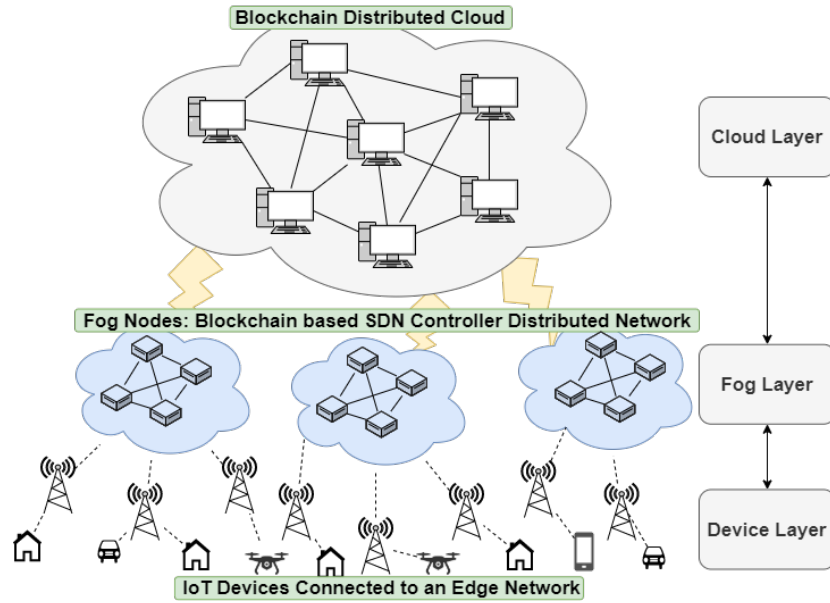 Blockchain Distributed Cloud
Cloud Layer
Fog Nodes: Blockchain based SDN Controller Distributed Network
Fog Layer
Device Layer
IoT Devices Connected to an Edge Network